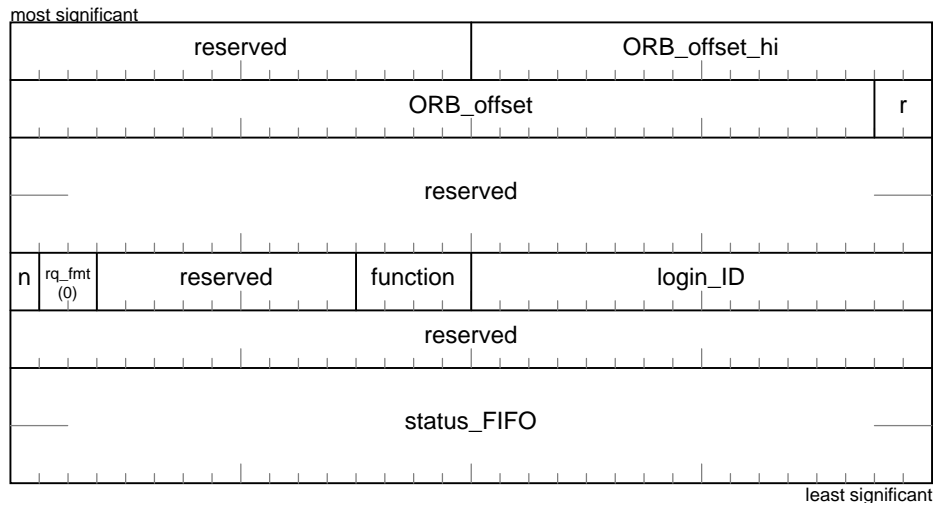 most significant
reserved ORB_offset_hi
ORB_offset r
reserved
n rq_fmt (0) reserved function login_ID
reserved
status_FIFO
least significant